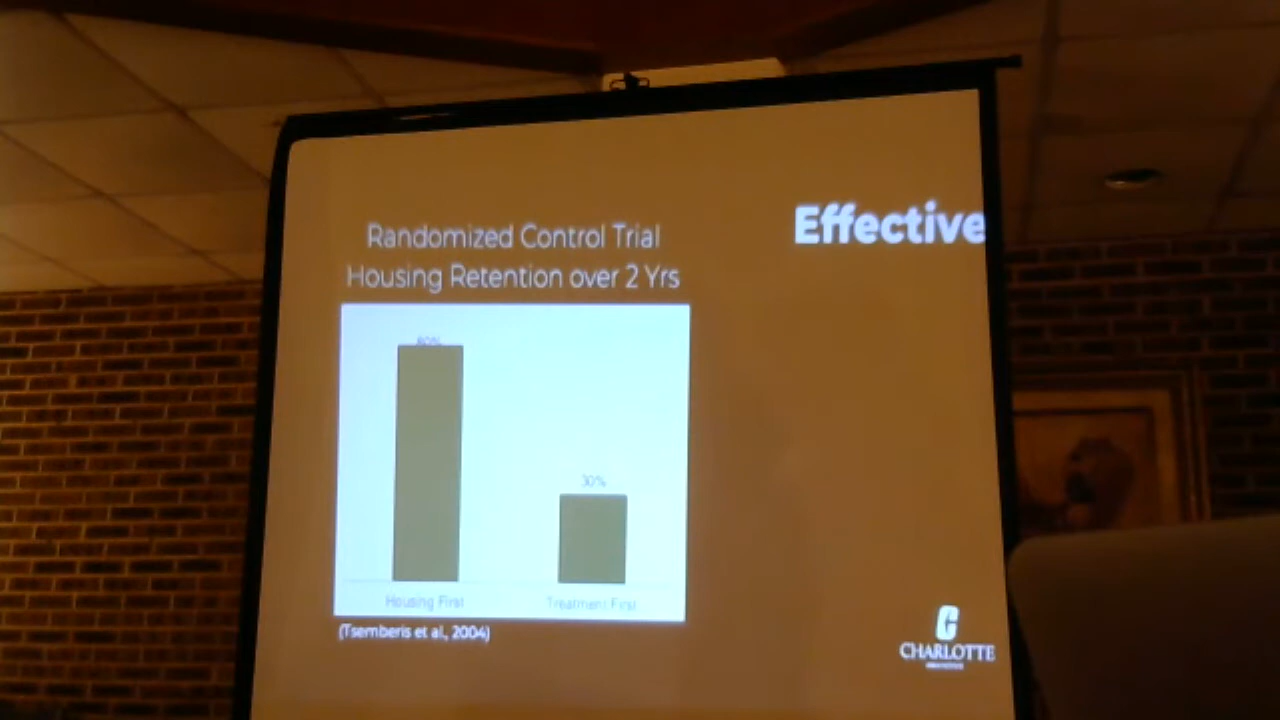 Effective
Randomized Control Trial
Housing Retention over 2 Yrs
80%
30%
Housing First
Treatment First
(Tsemberis et al., 2004)
CHARLOTTE